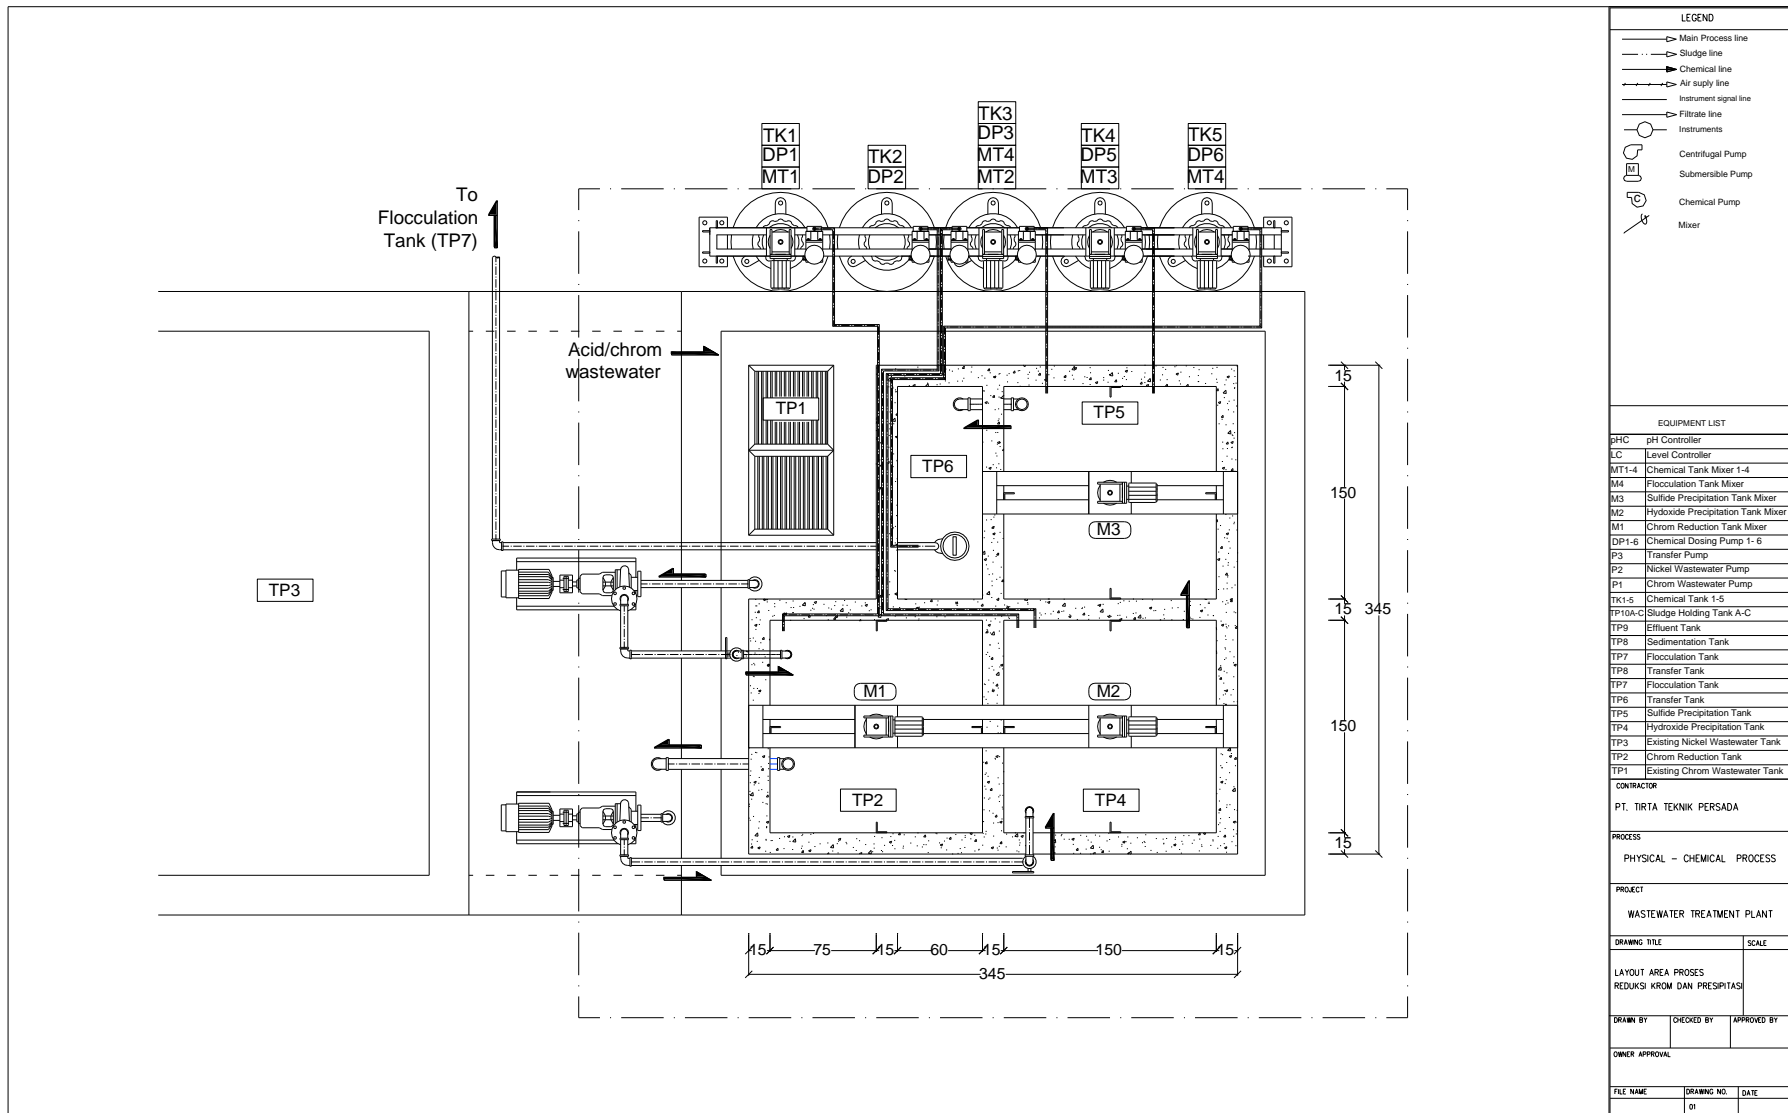 TK1
DP1
MT1
TK2
DP2
TK3
DP3
MT4
MT2
TK4
DP5
MT3
TK5
DP6
MT4
To
Flocculation
Tank (TP7)
Acid/chrom
wastewater
TP1
TP5
TP6
M3
TP3
M1
M2
TP2
TP4
15
150
15
345
150
15
15
75
15
60
15
150
15
345
LEGEND
Main Process line
Sludge line
Chemical line
Air suply line
Instrument signal line
Filtrate line
Instruments
Centrifugal Pump
M
Submersible Pump
C
Chemical Pump
Mixer
EQUIPMENT LIST
pHC pH Controller
LC Level Controller
MT1-4 Chemical Tank Mixer 1-4
M4 Flocculation Tank Mixer
M3 Sulfide Precipitation Tank Mixer
M2 Hydoxide Precipitation Tank Mixer
M1 Chrom Reduction Tank Mixer
DP1-6 Chemical Dosing Pump 1- 6
P3 Transfer Pump
P2 Nickel Wastewater Pump
P1 Chrom Wastewater Pump
TK1-5 Chemical Tank 1-5
TP10A-C Sludge Holding Tank A-C
TP9 Effluent Tank
TP8 Sedimentation Tank
TP7 Flocculation Tank
TP8 Transfer Tank
TP7 Flocculation Tank
TP6 Transfer Tank
TP5 Sulfide Precipitation Tank
TP4 Hydroxide Precipitation Tank
TP3 Existing Nickel Wastewater Tank
TP2 Chrom Reduction Tank
TP1 Existing Chrom Wastewater Tank
CONTRACTOR
PT. TIRTA TEKNIK PERSADA
PROCESS
PHYSICAL - CHEMICAL PROCESS
PROJECT
WASTEWATER TREATMENT PLANT
DRAWING TITLE SCALE
LAYOUT AREA PROSES
REDUKSI KROM DAN PRESIPITASI
DRAWN BY CHECKED BY APPROVED BY
OWNER APPROVAL
FILE NAME DRAWING NO. DATE
01